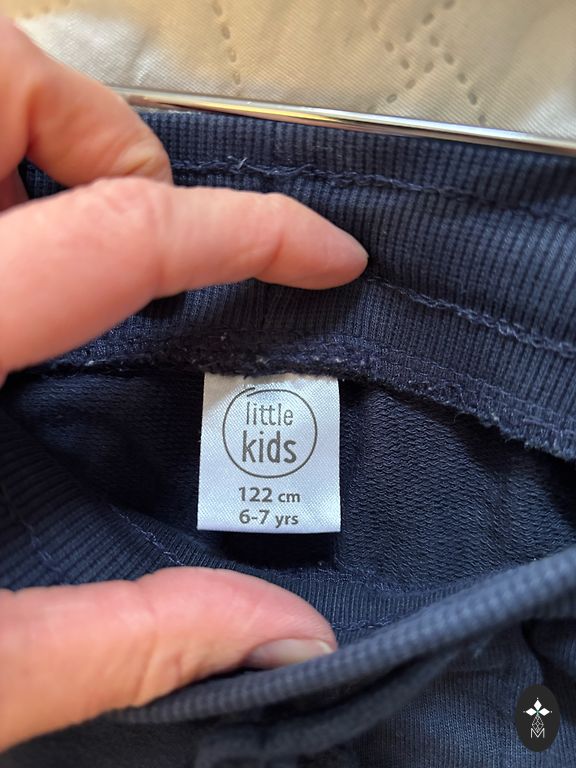 little
kids
122 cm
6-7 yrs